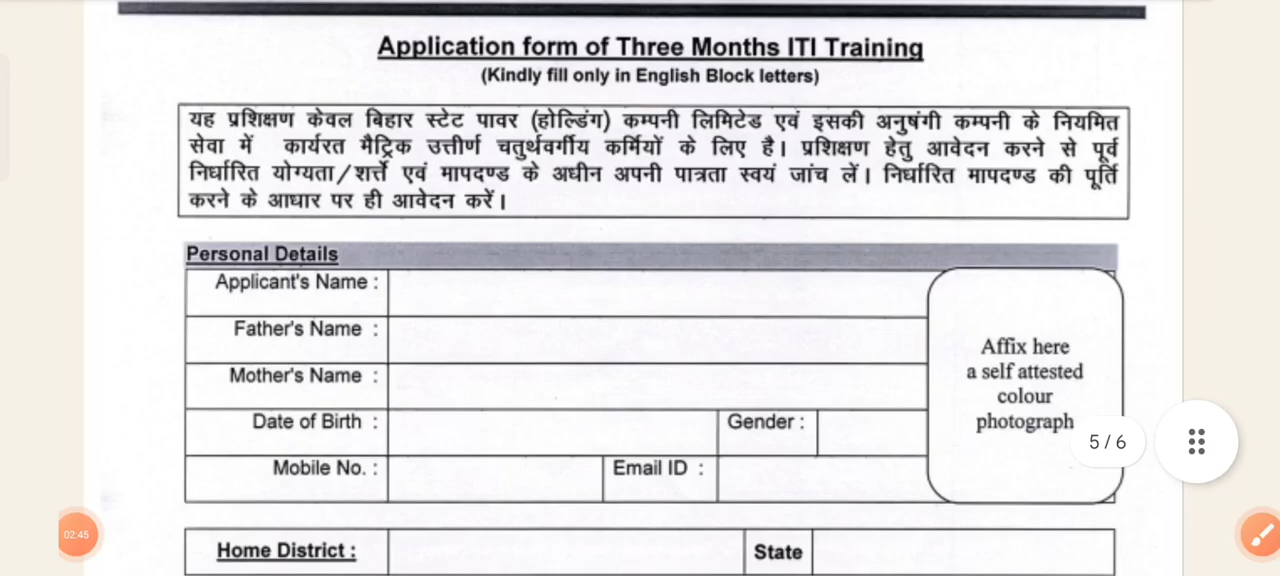 Application form of Three Months ITI Training
(Kindly fill only in English Block letters)
यह प्रशिक्षण केवल बिहार स्टेट पावर (होल्डिंग) कम्पनी लिमिटेड एवं इसकी अनुषंगी कम्पनी के नियमित
सेवा में कार्यरत मैट्रिक उत्तीर्ण चतुर्थवर्गीय कर्मियों के लिए है। प्रशिक्षण हेतु आवेदन करने से पूर्व
निर्धारित योग्यता/शर्त्ते एवं मापदण्ड के अधीन अपनी पात्रता स्वयं जांच लें। निर्धारित मापदण्ड की पूर्ति
करने के आधार पर ही आवेदन करें।
Personal Details
Applicant's Name :
Father's Name :
Mother's Name :
Date of Birth : Gender :
Mobile No. : Email ID :
Affix here
a self attested
colour
photograph
5 / 6
02:45
Home District : State